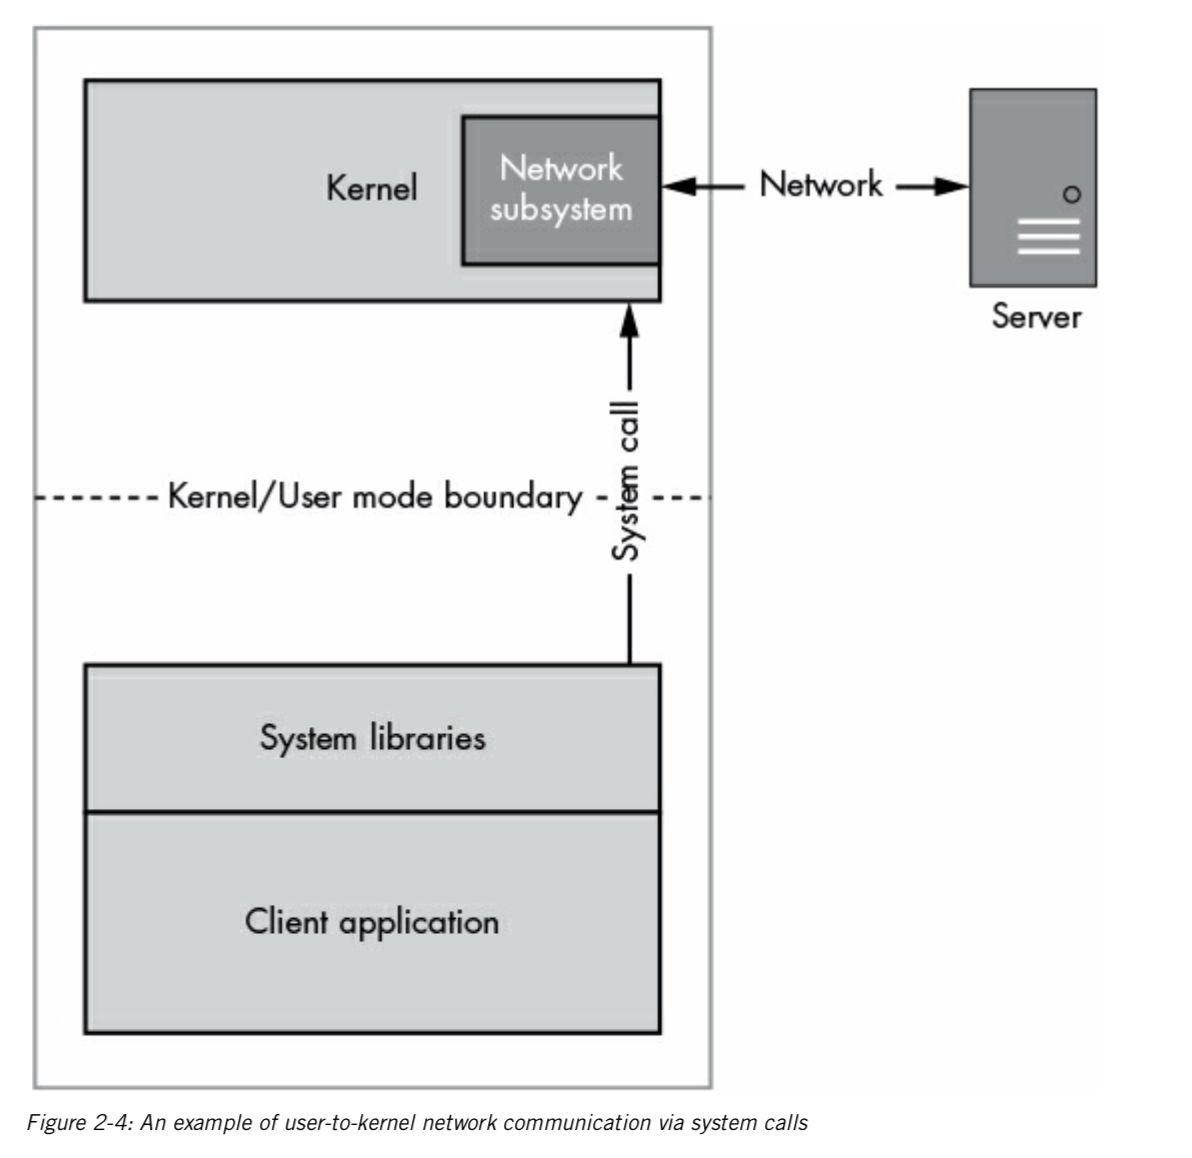 Kernel
Network
subsystem
Network
Server
System call
Kernel/User mode boundary
System libraries
Client application
Figure 2-4: An example of user-to-kernel network communication via system calls